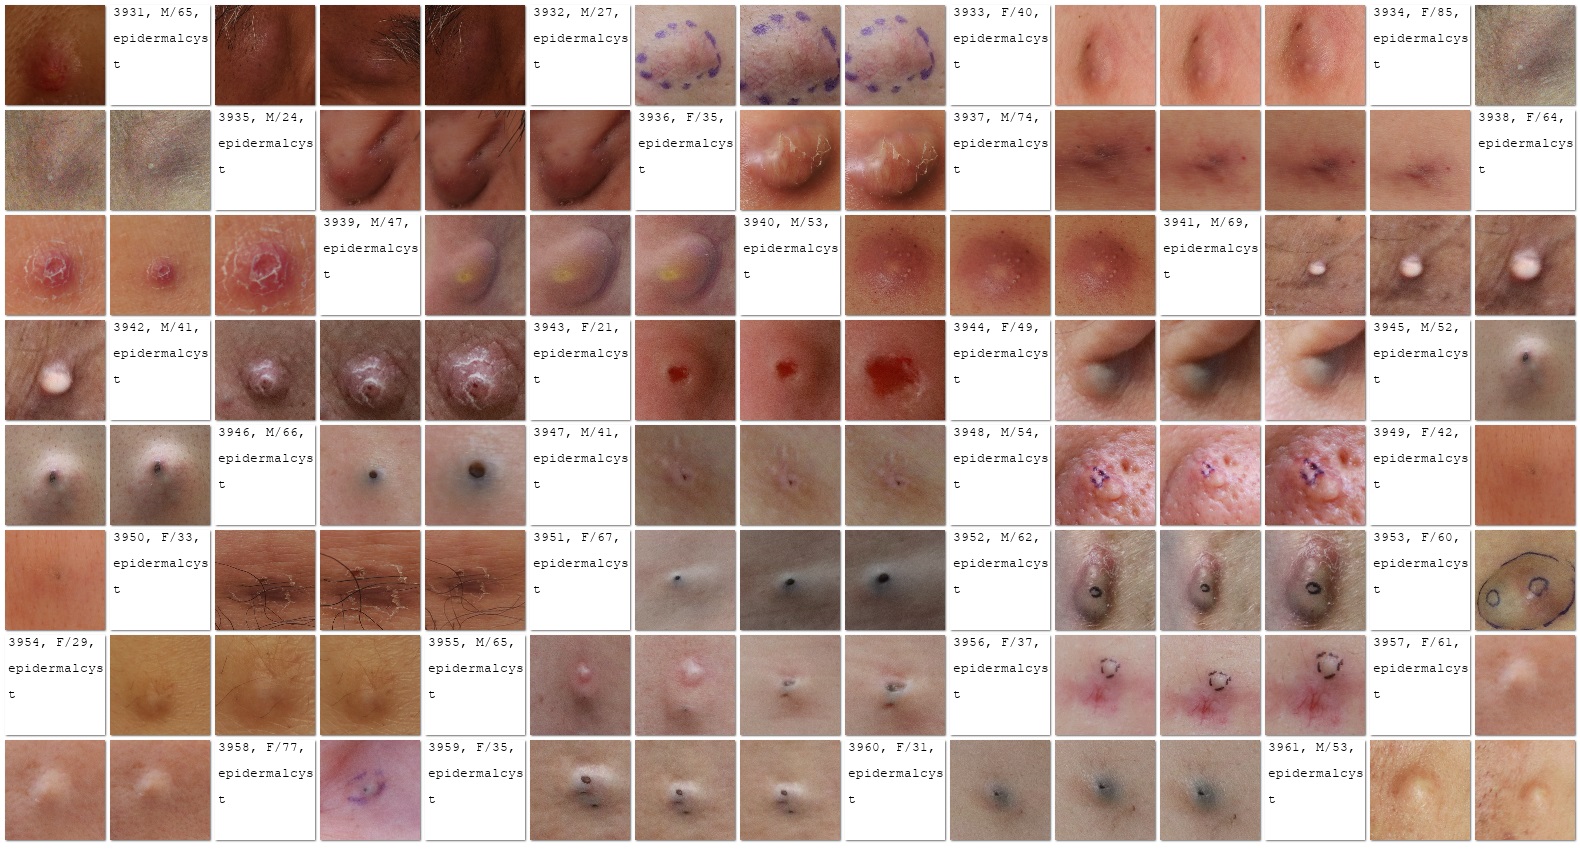 3931, M/65,
epidermalcys
t
3932, M/27,
epidermalcys
t
3933, F/40,
epidermalcys
t
3934, F/85,
epidermalcys
t
3935, M/24,
epidermalcys
t
3936, F/35,
epidermalcys
t
3937, M/74,
epidermalcys
t
3938, F/64,
epidermalcys
t
3939, M/47,
epidermalcys
t
3940, M/53,
epidermalcys
t
3941, M/69,
epidermalcys
t
3942, M/41,
epidermalcys
t
3943, F/21,
epidermalcys
t
3944, F/49,
epidermalcys
t
3945, M/52,
epidermalcys
t
3946, M/66,
epidermalcys
t
3947, M/41,
epidermalcys
t
3948, M/54,
epidermalcys
t
3949, F/42,
epidermalcys
t
3950, F/33,
epidermalcys
t
3951, F/67,
epidermalcys
t
3952, M/62,
epidermalcys
t
3953, F/60,
epidermalcys
t
3954, F/29,
epidermalcys
t
3955, M/65,
epidermalcys
t
3956, F/37,
epidermalcys
t
3957, F/61,
epidermalcys
t
3958, F/77,
epidermalcys
t
3959, F/35,
epidermalcys
t
3960, F/31,
epidermalcys
t
3961, M/53,
epidermalcys
t